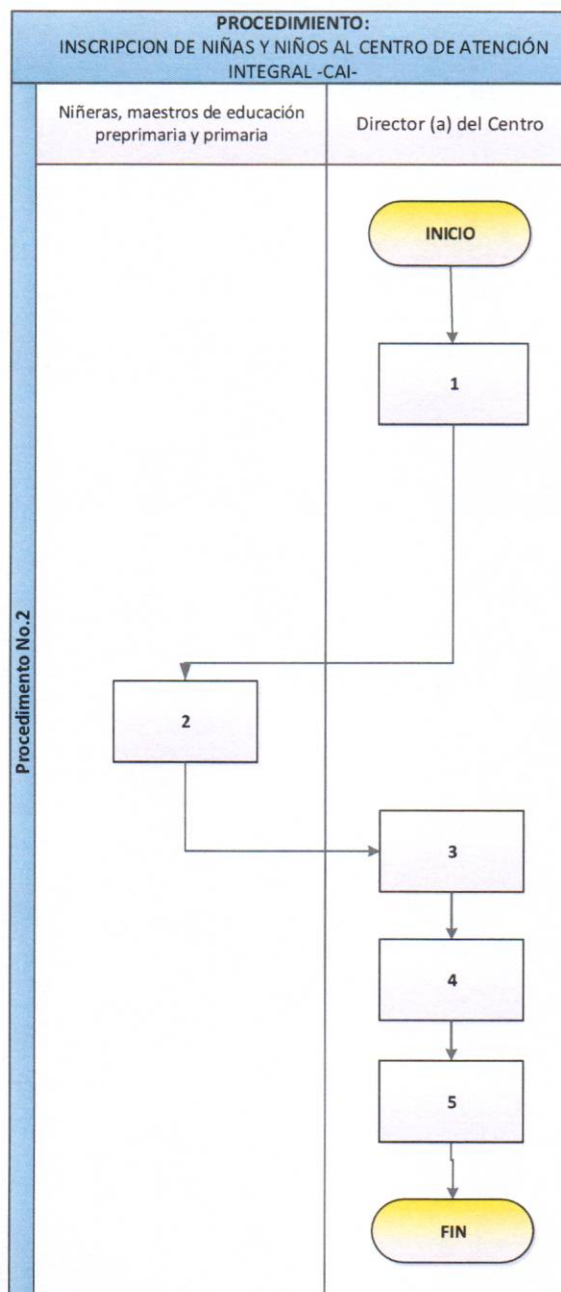 PROCEDIMIENTO:
INSCRIPCION DE NIÑAS Y NIÑOS AL CENTRO DE ATENCIÓN
INTEGRAL -CAI-
Niñeras, maestros de educación
preprimaria y primaria
Director (a) del Centro
Procedimento No.2
INICIO
1
2
3
4
5
FIN